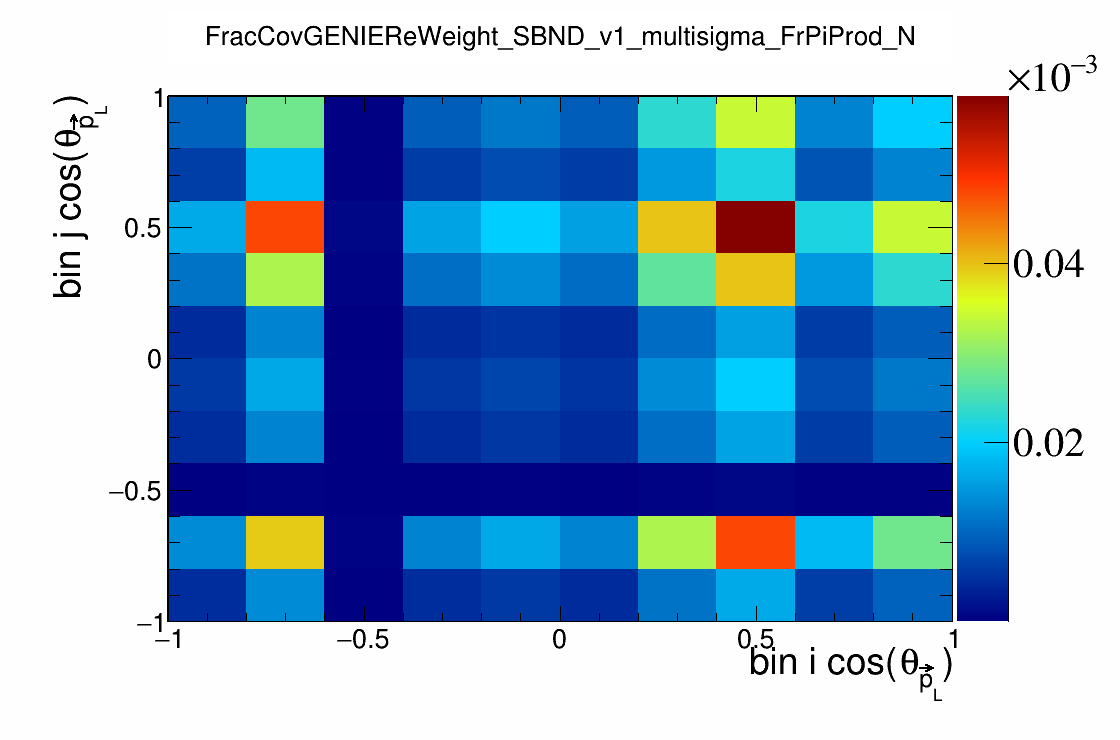 FracCovGENIEReWeight_SBND_v1_multisigma_FrPiProd_N
×10⁻³
bin j cos(θ_p⃗_L)
1
0.5
0
−0.5
−1
0.04
0.02
−1 −0.5 0 0.5 1
bin i cos(θ_p⃗_L)